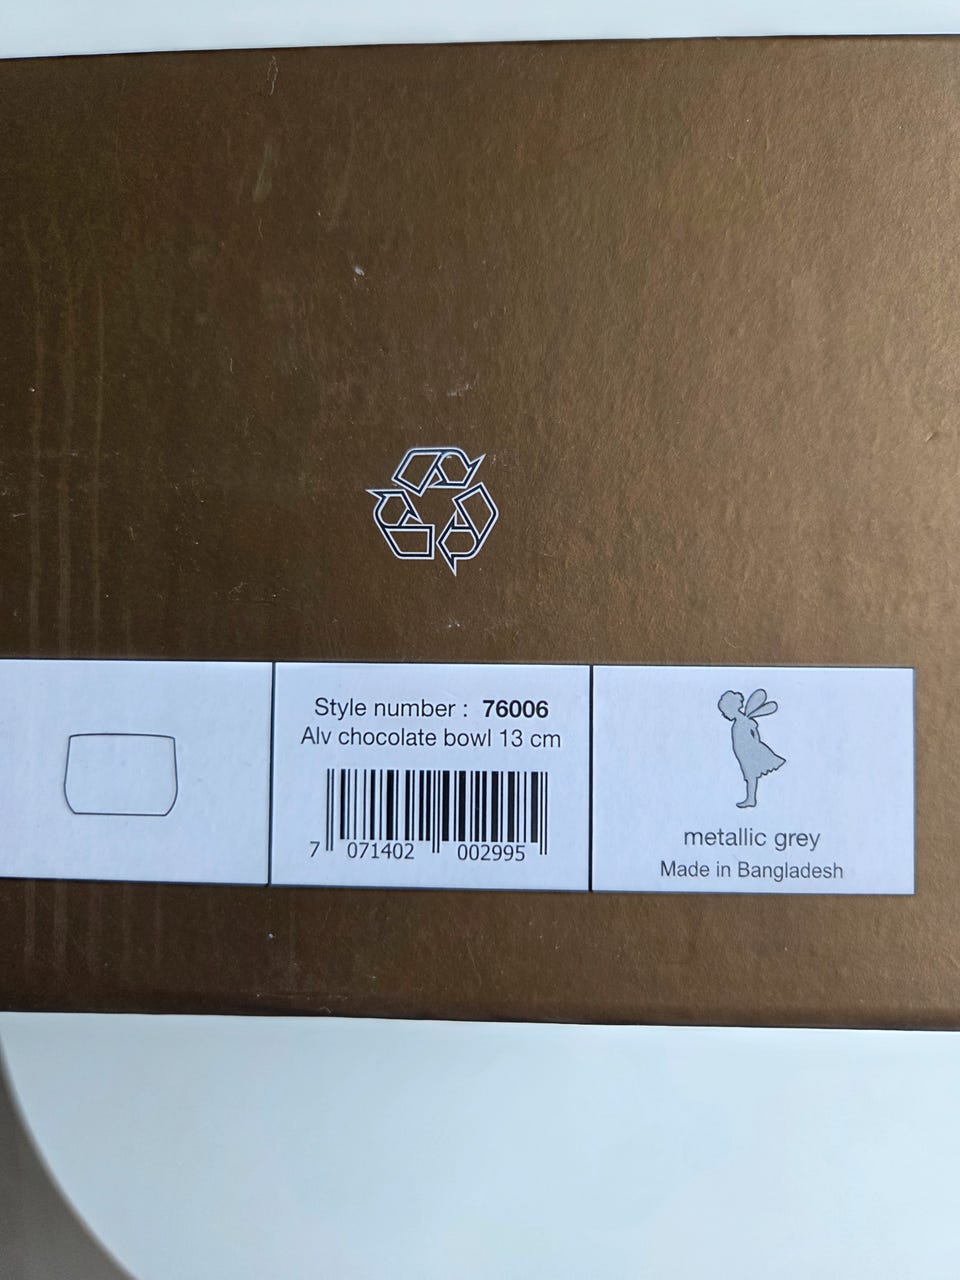 Style number : 76006
Alv chocolate bowl 13 cm
7 071402 002995
metallic grey
Made in Bangladesh